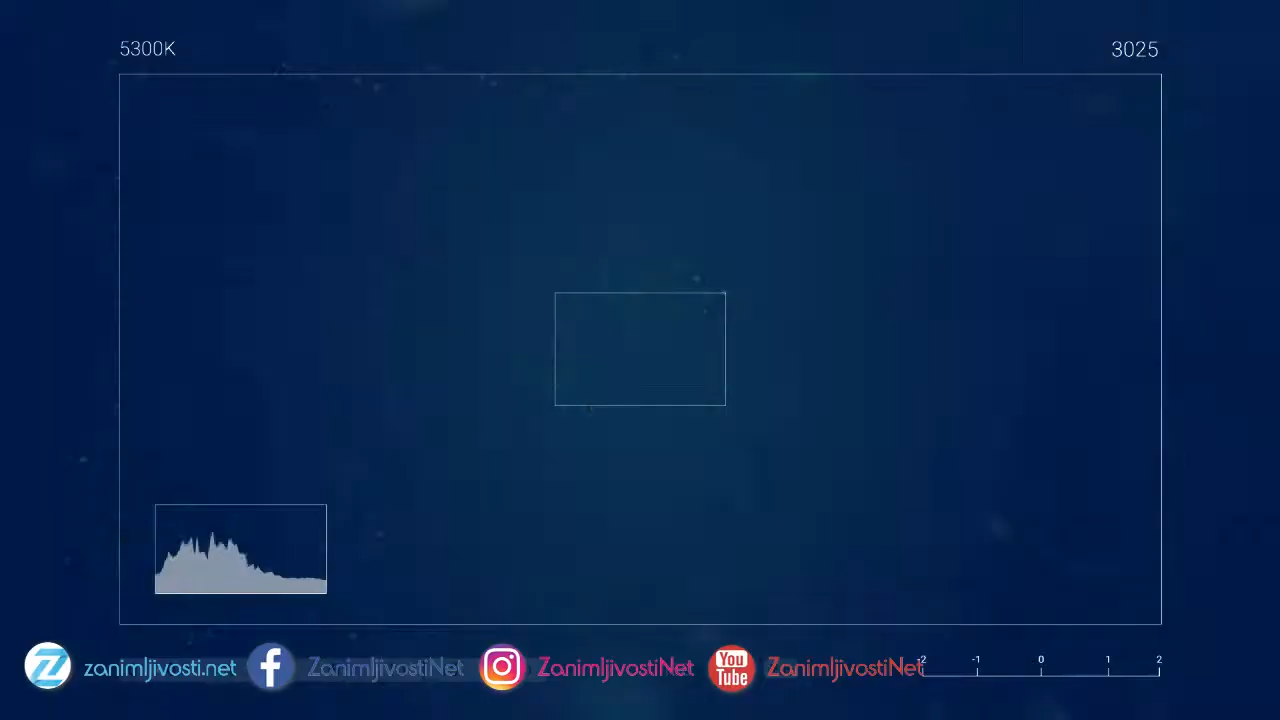 5300K
3025
zanimljivosti.net
ZanimljivostiNet
ZanimljivostiNet
You
Tube
ZanimljivostiNet
2 -1 0 1 2